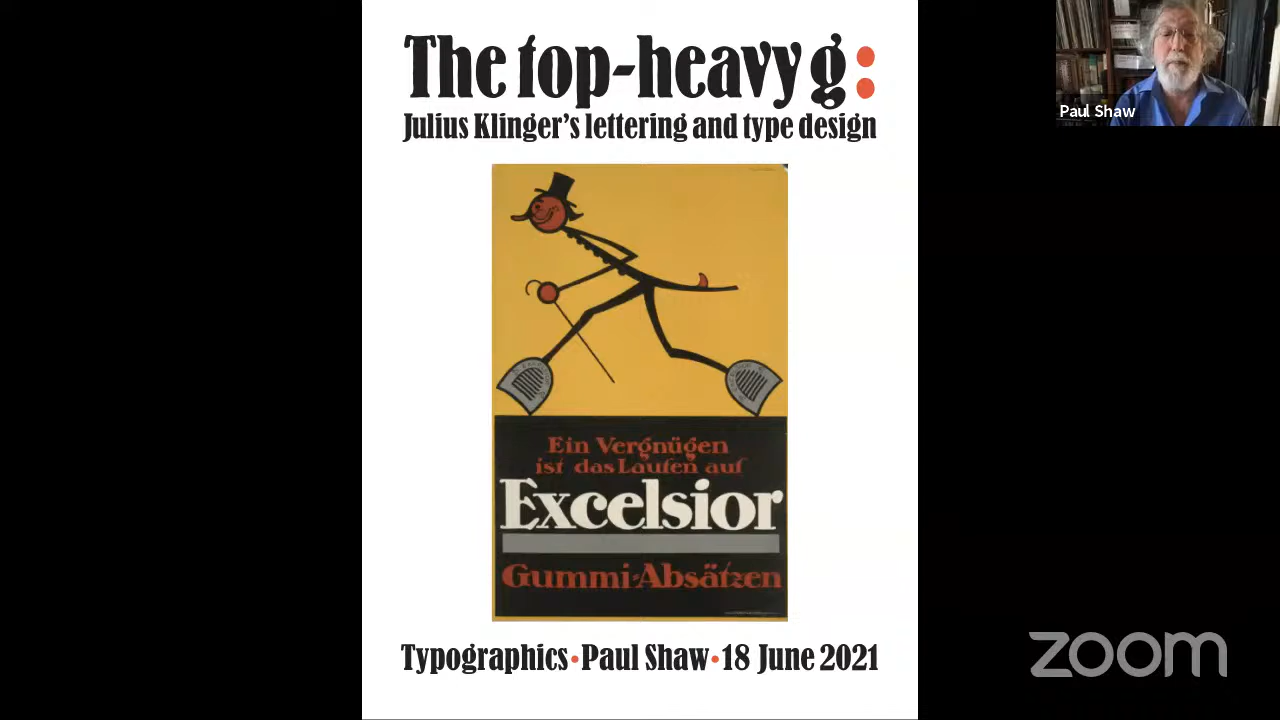 The top-heavy g:
Julius Klinger's lettering and type design
Paul Shaw
Ein Vergnügen
ist das Laufen auf
Excelsior
Gummi-Absätzen
Typographics • Paul Shaw • 18 June 2021
zoom